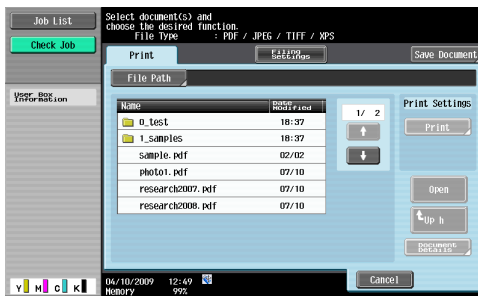 Job List
Check Job
User Box
Information
Select document(s) and
choose the desired function.
File Type : PDF / JPEG / TIFF / XPS
Print
Filing
Settings
Save Document
File Path
Name
Date
Modified
0_test 18:37
1_samples 18:37
sample.pdf 02/02
photo1.pdf 07/10
research2007.pdf 07/10
research2008.pdf 07/10
1/ 2
Print Settings
Print
Open
Up h
Document
Details
Cancel
Y M C K
04/10/2009 12:49
Memory 99%